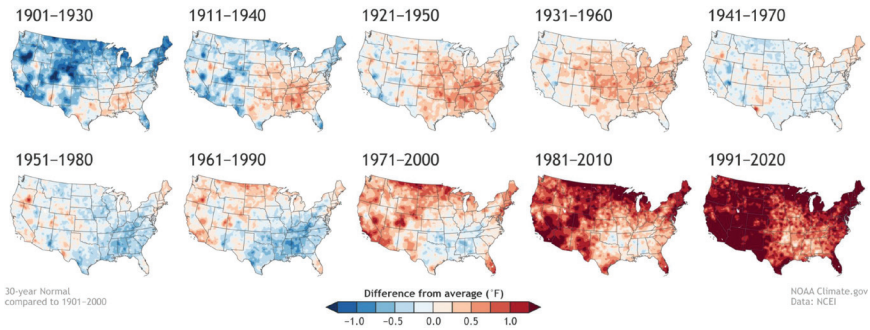 1901–1930
1911–1940
1921–1950
1931–1960
1941–1970
1951–1980
1961–1990
1971–2000
1981–2010
1991–2020
30-year Normal
compared to 1901–2000
Difference from average (˚F)
−1.0 −0.5 0.0 0.5 1.0
NOAA Climate.gov
Data: NCEI